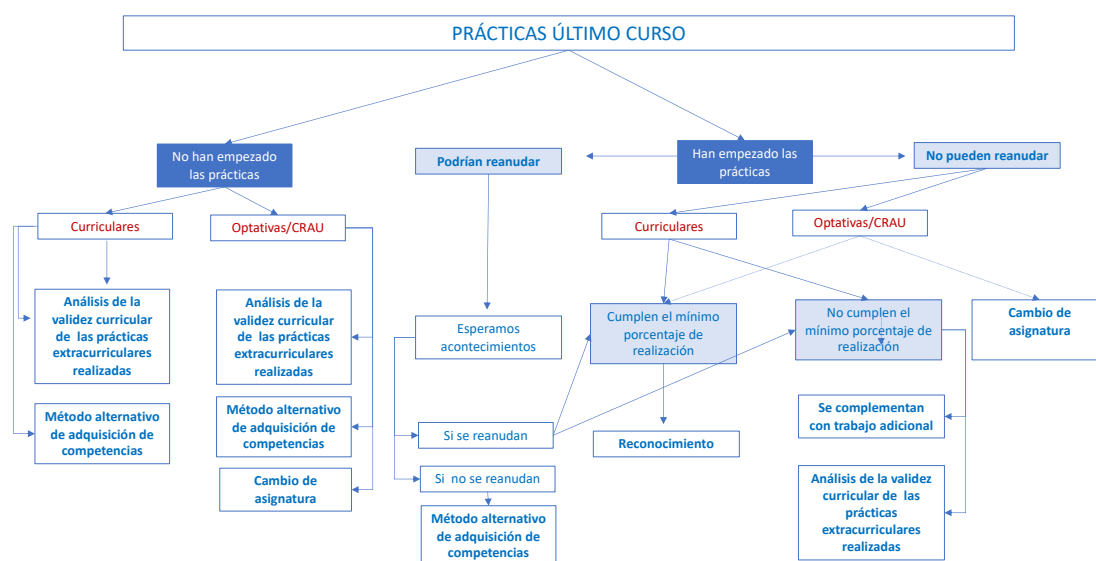 PRÁCTICAS ÚLTIMO CURSO
No han empezado
las prácticas
Podrían reanudar
Han empezado las
prácticas
No pueden reanudar
Curriculares
Optativas/CRAU
Curriculares
Optativas/CRAU
Análisis de la
validez curricular
de las prácticas
extracurriculares
realizadas
Análisis de la
validez curricular
de las prácticas
extracurriculares
realizadas
Esperamos
acontecimientos
Cumplen el mínimo
porcentaje de
realización
No cumplen el
mínimo porcentaje de
realización
Cambio de
asignatura
Método alternativo
de adquisición de
competencias
Método alternativo
de adquisición de
competencias
Si se reanudan
Reconocimiento
Se complementan
con trabajo adicional
Cambio de
asignatura
Si no se reanudan
Método alternativo
de adquisición de
competencias
Análisis de la validez
curricular de las
prácticas
extracurriculares
realizadas